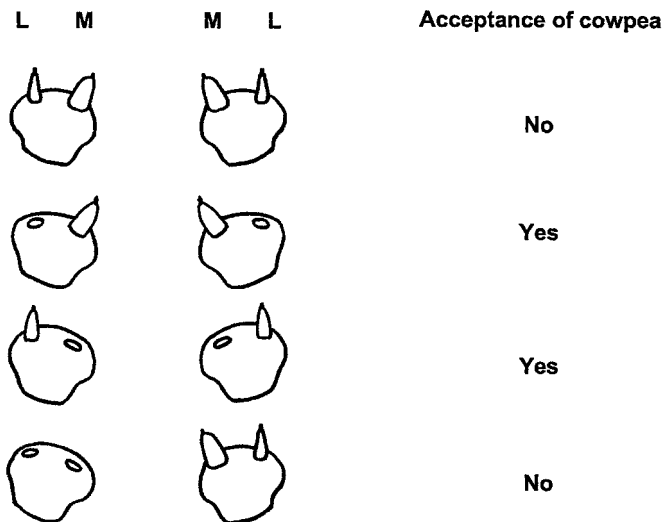 L M M L Acceptance of cowpea
No
Yes
Yes
No